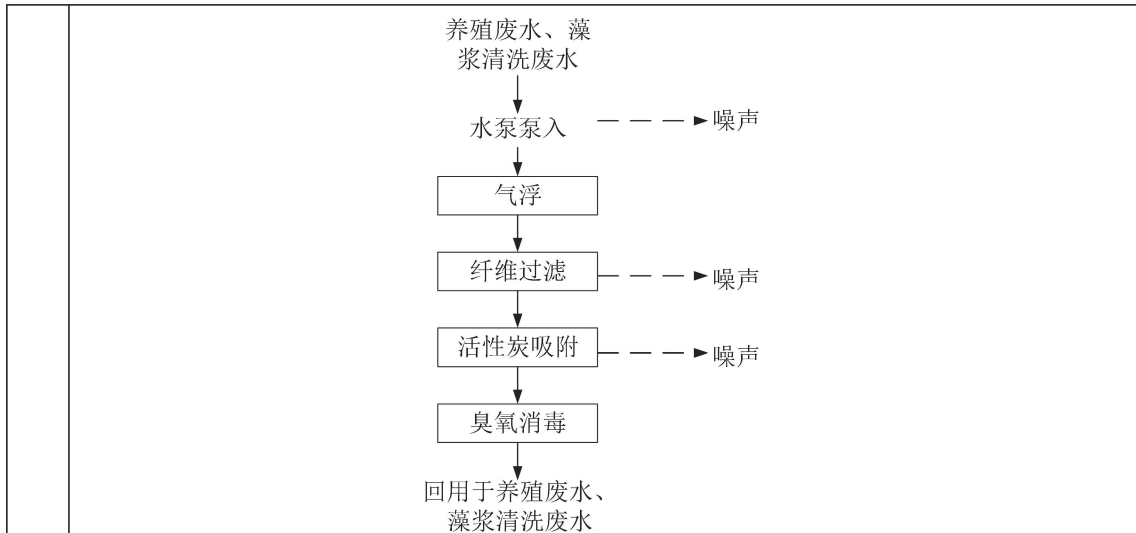 养殖废水、藻
浆清洗废水
水泵泵入
噪声
气浮
纤维过滤
噪声
活性炭吸附
噪声
臭氧消毒
回用于养殖废水、
藻浆清洗废水